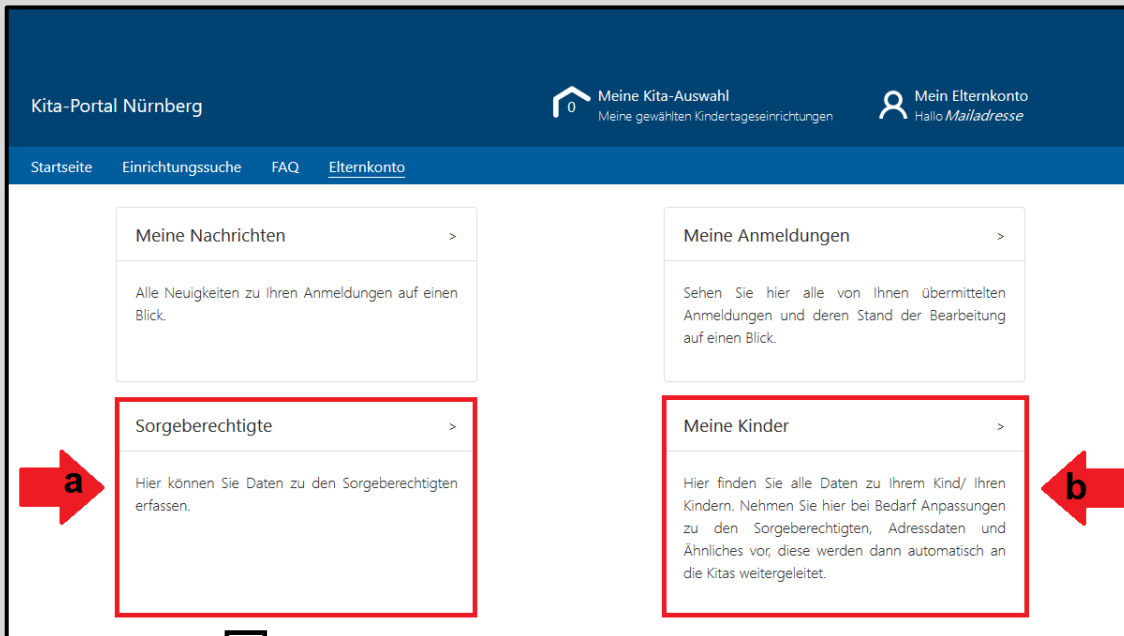 Kita-Portal Nürnberg
0
Meine Kita-Auswahl
Meine gewählten Kindertageseinrichtungen
Mein Elternkonto
Hallo Mailadresse
Startseite Einrichtungssuche FAQ Elternkonto
Meine Nachrichten >
Alle Neuigkeiten zu Ihren Anmeldungen auf einen
Blick.
Meine Anmeldungen >
Sehen Sie hier alle von Ihnen übermittelten
Anmeldungen und deren Stand der Bearbeitung
auf einen Blick.
a
Sorgeberechtigte >
Hier können Sie Daten zu den Sorgeberechtigten
erfassen.
Meine Kinder >
Hier finden Sie alle Daten zu Ihrem Kind/ Ihren
Kindern. Nehmen Sie hier bei Bedarf Anpassungen
zu den Sorgeberechtigten, Adressdaten und
Ähnliches vor, diese werden dann automatisch an
die Kitas weitergeleitet.
b